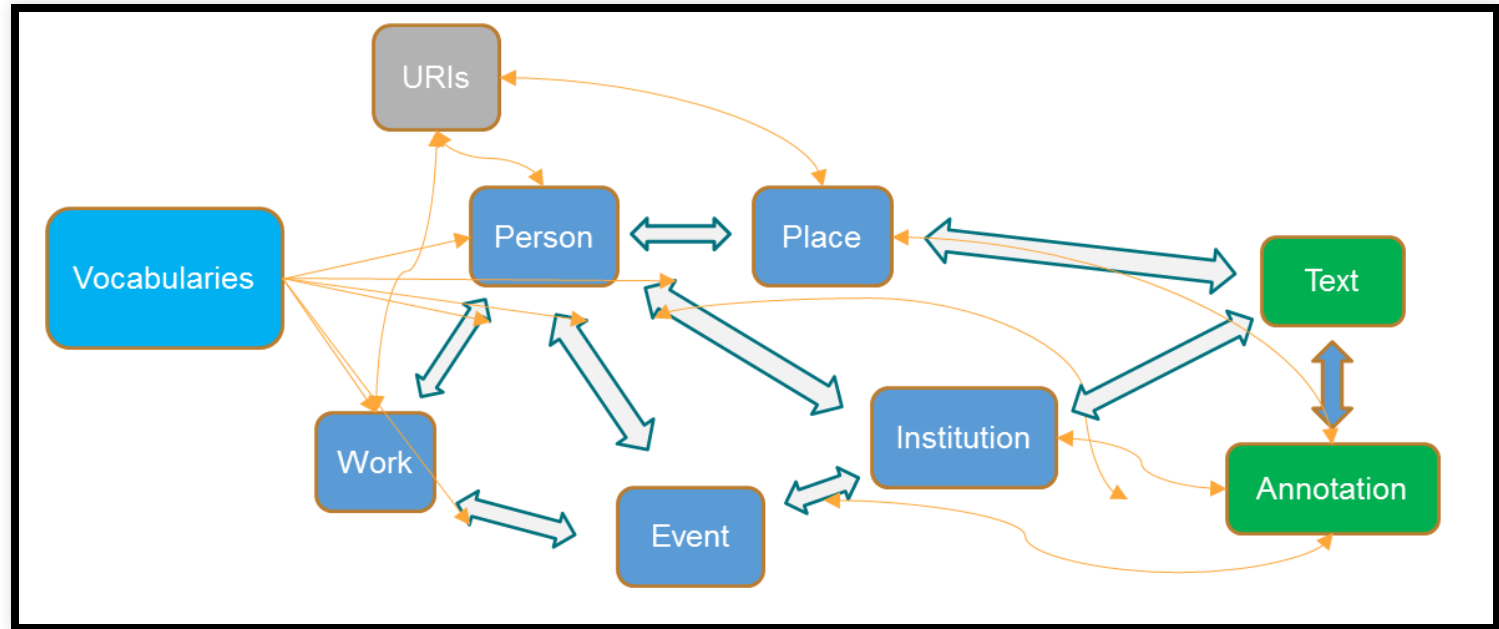 URIs
Person
Place
Vocabularies
Text
Work
Institution
Event
Annotation